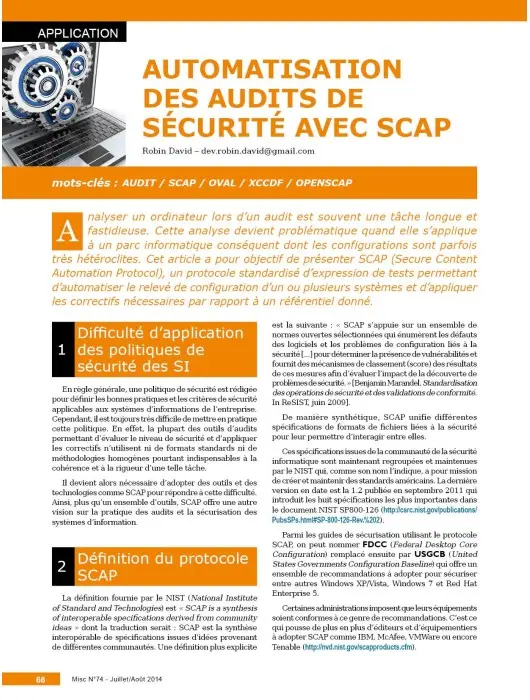 APPLICATION
AUTOMATISATION
DES AUDITS DE
SÉCURITÉ AVEC SCAP
Robin David – dev.robin.david@gmail.com
mots-clés : AUDIT / SCAP / OVAL / XCCDF / OPENSCAP
Analyser un ordinateur lors d'un audit est souvent une tâche longue et
fastidieuse. Cette analyse devient problématique quand elle s'applique
à un parc informatique conséquent dont les configurations sont parfois
très hétéroclites. Cet article a pour objectif de présenter SCAP (Secure Content
Automation Protocol), un protocole standardisé d'expression de tests permettant
d'automatiser le relevé de configuration d'un ou plusieurs systèmes et d'appliquer
les correctifs nécessaires par rapport à un référentiel donné.
1 Difficulté d'application
des politiques de
sécurité des SI
En règle générale, une politique de sécurité est rédigée
pour définir les bonnes pratiques et les critères de sécurité
applicables aux systèmes d'informations de l'entreprise.
Cependant, il est toujours très difficile de mettre en pratique
cette politique. En effet, la plupart des outils d'audits
permettant d'évaluer le niveau de sécurité et d'appliquer
les correctifs n'utilisent ni de formats standards ni de
méthodologies homogènes pourtant indispensables à la
cohérence et à la rigueur d'une telle tâche.
Il devient alors nécessaire d'adopter des outils et des
technologies comme SCAP pour répondre à cette difficulté.
Ainsi, plus qu'un ensemble d'outils, SCAP offre une autre
vision sur la pratique des audits et la sécurisation des
systèmes d'information.
2 Définition du protocole
SCAP
La définition fournie par le NIST (National Institute
of Standard and Technologies) est « SCAP is a synthesis
of interoperable specifications derived from community
ideas » dont la traduction serait : SCAP est la synthèse
interopérable de spécifications issues d'idées provenant
de différentes communautés. Une définition plus explicite
est la suivante : « SCAP s'appuie sur un ensemble de
normes ouvertes sélectionnées qui énumèrent les défauts
des logiciels et les problèmes de configuration liés à la
sécurité [...] pour déterminer la présence de vulnérabilités et
fournit des mécanismes de classement (score) des résultats
de ces mesures afin d'évaluer l'impact de la découverte de
problèmes de sécurité. » [Benjamin Marandel. Standardisation
des opérations de sécurité et des validations de conformité.
In ReSIST, juin 2009].
De manière synthétique, SCAP unifie différentes
spécifications de formats de fichiers liées à la sécurité
pour leur permettre d'interagir entre elles.
Ces spécifications issues de la communauté de la sécurité
informatique sont maintenant regroupées et maintenues
par le NIST qui, comme son nom l'indique, a pour mission
de créer et maintenir des standards américains. La dernière
version en date est la 1.2 publiée en septembre 2011 qui
introduit les huit spécifications les plus importantes dans
le document NIST SP800-126 (http://csrc.nist.gov/publications/
PubsSPs.html#SP-800-126-Rev.%202).
Parmi les guides de sécurisation utilisant le protocole
SCAP, on peut nommer FDCC (Federal Desktop Core
Configuration) remplacé ensuite par USGCB (United
States Governments Configuration Baseline) qui offre un
ensemble de recommandations à adopter pour sécuriser
entre autres Windows XP/Vista, Windows 7 et Red Hat
Enterprise 5.
Certaines administrations imposent que leurs équipements
soient conformes à ce genre de recommandations. C'est ce
qui pousse de plus en plus d'éditeurs et d'équipementiers
à adopter SCAP comme IBM, McAfee, VMWare ou encore
Tenable (http://nvd.nist.gov/scapproducts.cfm).
66 Misc N°74 - Juillet/Août 2014